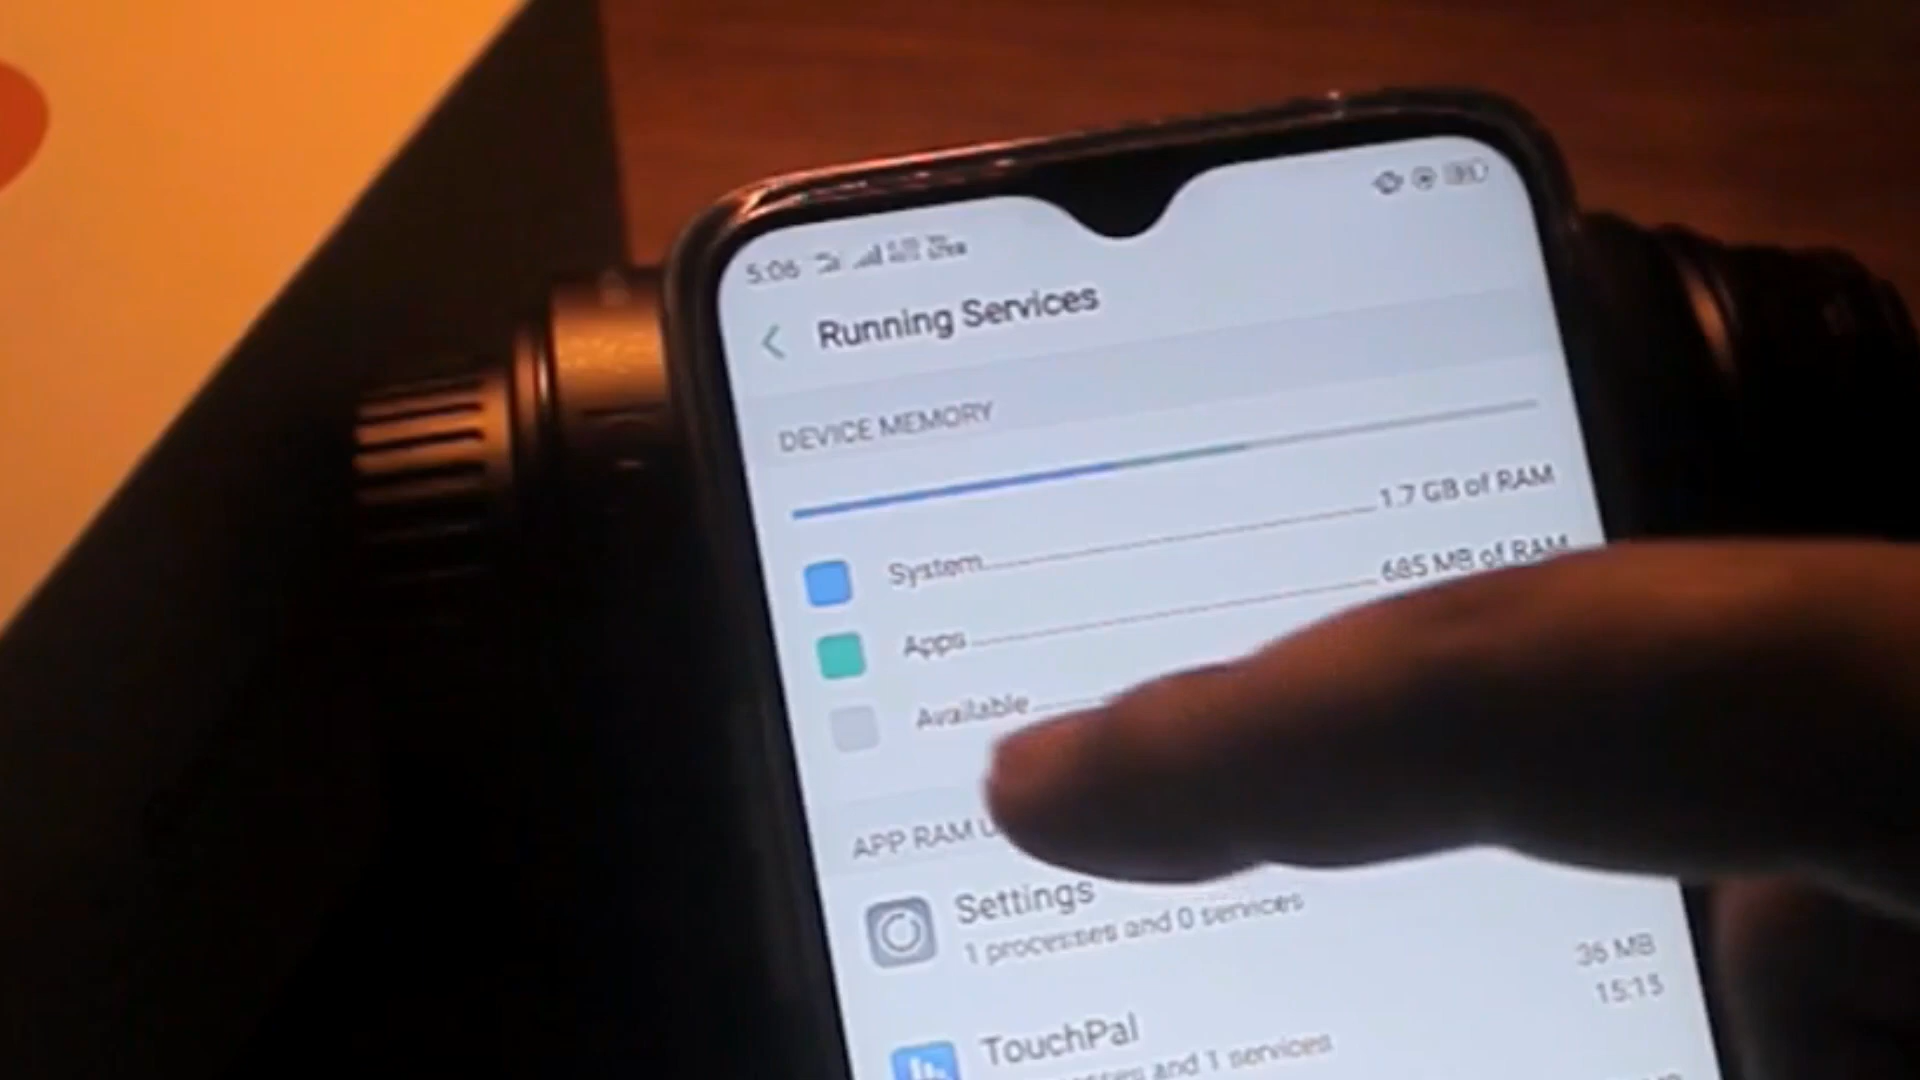 5:06
Running Services
DEVICE MEMORY
System 1.7 GB of RAM
Apps 685 MB of RAM
Available
APP RAM U
Settings
1 processes and 0 services
36 MB
15:15
TouchPal
and 1 services